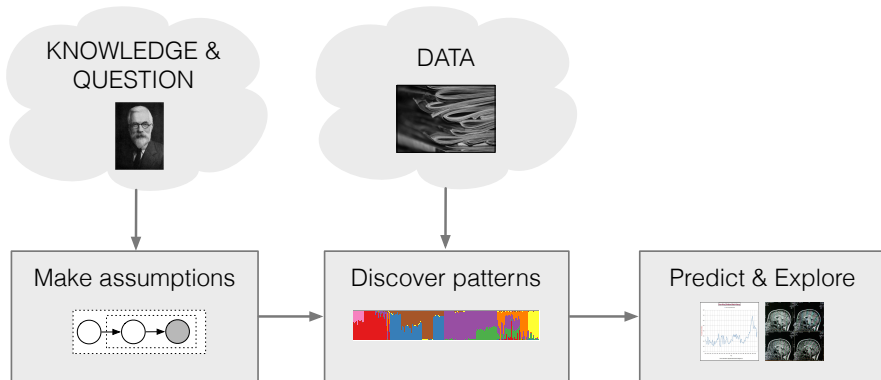 KNOWLEDGE &
QUESTION
DATA
Make assumptions
Discover patterns
Predict & Explore